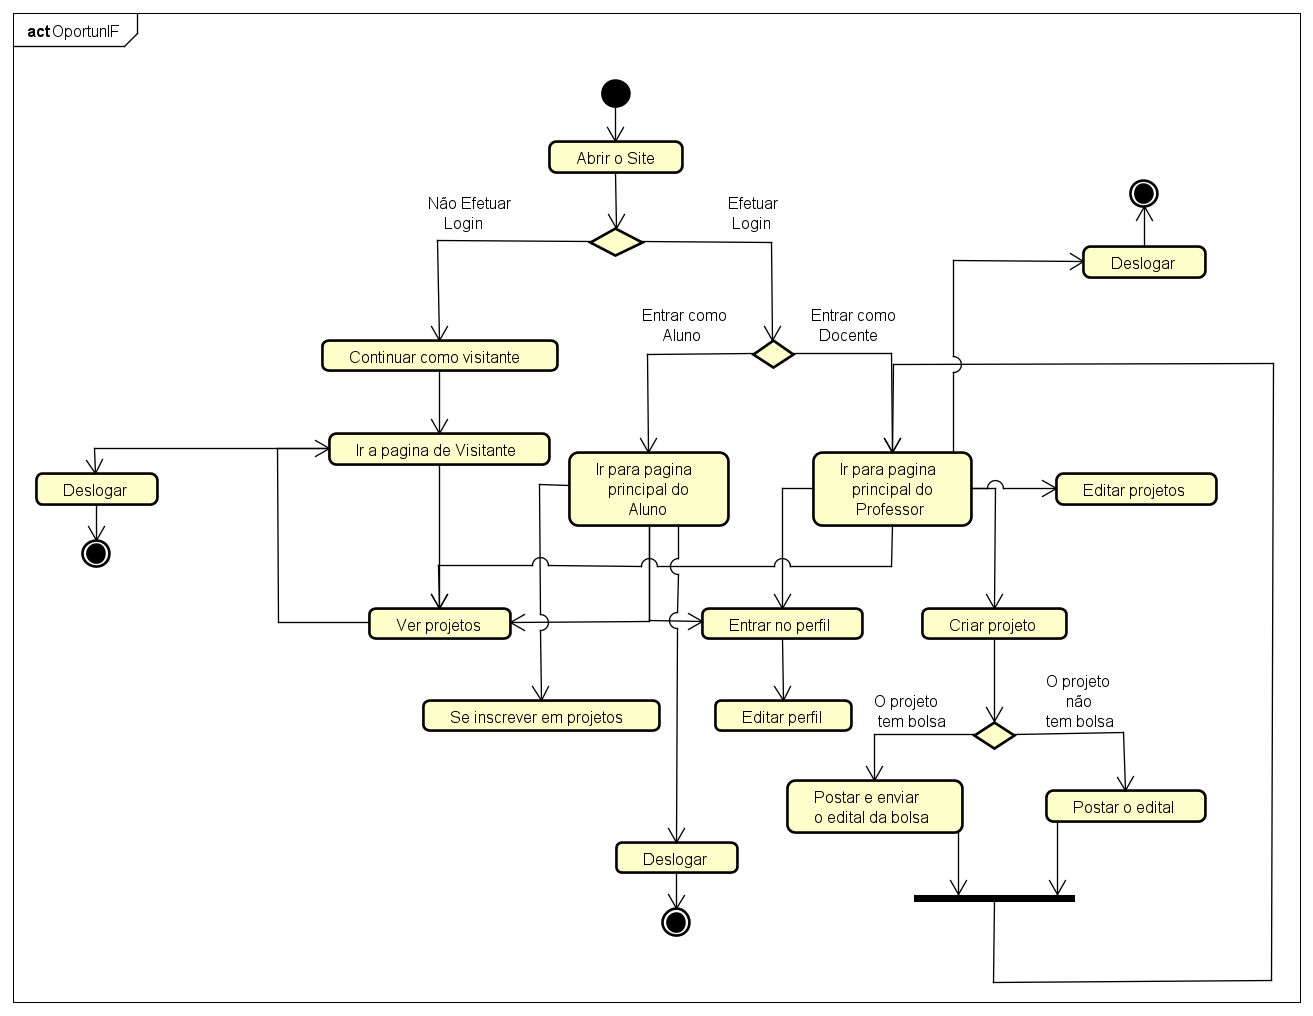 act OportunIF
Abrir o Site
Não Efetuar
Login
Efetuar
Login
Deslogar
Entrar como
Aluno
Entrar como
Docente
Continuar como visitante
Ir a pagina de Visitante
Ir para pagina
principal do
Aluno
Ir para pagina
principal do
Professor
Deslogar
Editar projetos
Ver projetos
Entrar no perfil
Criar projeto
Se inscrever em projetos
Editar perfil
O projeto
tem bolsa
O projeto
não
tem bolsa
Postar e enviar
o edital da bolsa
Postar o edital
Deslogar